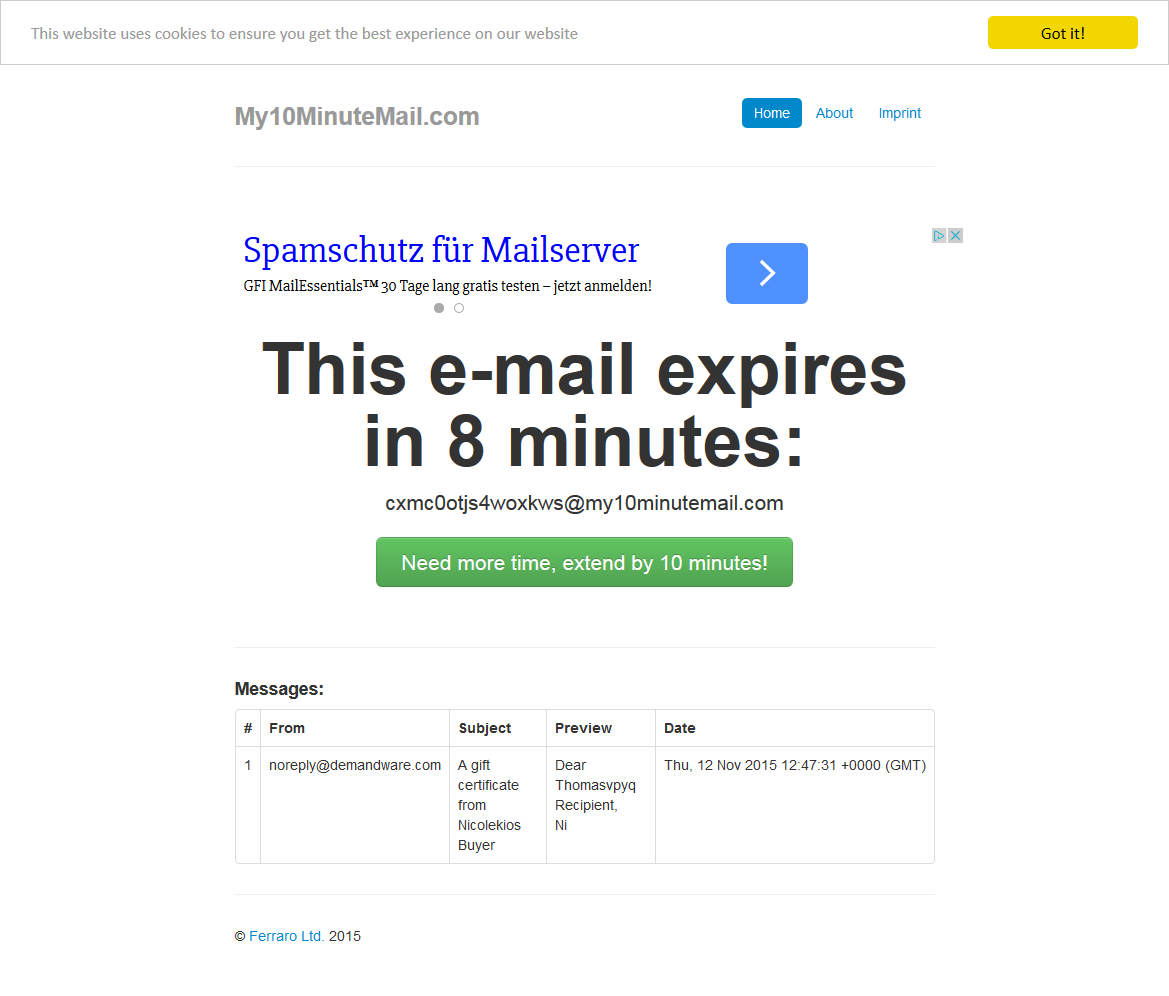 This website uses cookies to ensure you get the best experience on our website
Got it!
My10MinuteMail.com
Home About Imprint
Spamschutz für Mailserver
GFI MailEssentials™ 30 Tage lang gratis testen – jetzt anmelden!
This e-mail expires
in 8 minutes:
cxmc0otjs4woxkws@my10minutemail.com
Need more time, extend by 10 minutes!
Messages:
# From Subject Preview Date
1 noreply@demandware.com A gift Dear Thu, 12 Nov 2015 12:47:31 +0000 (GMT)
certificate Thomasvpyq
from Recipient,
Nicolekios Ni
Buyer
© Ferraro Ltd. 2015